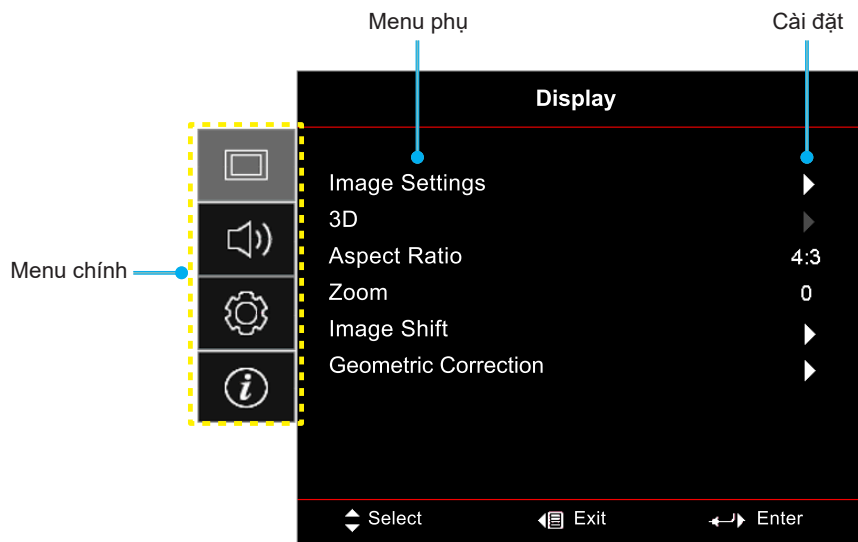 Menu phụ
Cài đặt
Display
Image Settings
3D
Aspect Ratio 4:3
Menu chính
Zoom 0
Image Shift
Geometric Correction
Select Exit Enter